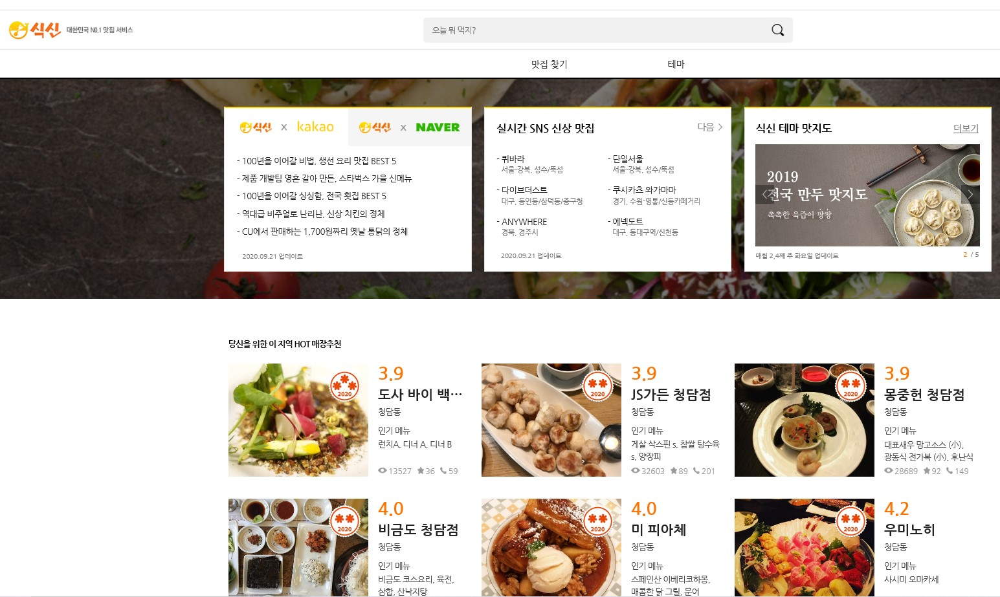 식신 대한민국 NO.1 맛집 서비스
오늘 뭐 먹지?
맛집 찾기
테마
식신 x kakao
식신 x NAVER
- 100년을 이어갈 비법, 생선 요리 맛집 BEST 5
- 제품 개발팀 영혼 갈아 만든, 스타벅스 가을 신메뉴
- 100년을 이어갈 싱싱함, 전국 횟집 BEST 5
- 역대급 비주얼로 난리난, 신상 치킨의 정체
- CU에서 판매하는 1,700원짜리 옛날 통닭의 정체
2020.09.21 업데이트
실시간 SNS 신상 맛집
다음 >
- 퀴바라
서울-강북, 성수/뚝섬
- 단일서울
서울-강북, 성수/뚝섬
- 다이브더스트
대구, 동인동/삼덕동/중구청
- 쿠시카츠 와가마마
경기, 수원-영통/신동카페거리
- ANYWHERE
경북, 경주시
- 에넥도트
대구, 동대구역/신천동
2020.09.21 업데이트
식신 테마 맛지도
더보기
2019
전국 만두 맛지도
촉촉한 육즙이 팡팡
매월 2,4째 주 화요일 업데이트
2 / 5
당신을 위한 이 지역 HOT 매장추천
2020
3.9
도사 바이 백…
청담동
인기 메뉴
런치A, 디너 A, 디너 B
13527 36 59
2020
3.9
JS가든 청담점
청담동
인기 메뉴
게살 삭스핀 s, 찹쌀 탕수육
s, 양장피
32603 89 201
2020
3.9
몽중헌 청담점
청담동
인기 메뉴
대표새우 망고소스 (小),
광동식 전가복 (小), 후난식
28689 92 149
2020
4.0
비금도 청담점
청담동
인기 메뉴
비금도 코스요리, 육전,
삼합, 산낙지탕
2020
4.0
미 피아체
청담동
인기 메뉴
스페인산 이베리코하몽,
매콤한 닭 그릴, 문어
2020
4.2
우미노히
청담동
인기 메뉴
사시미 오마카세